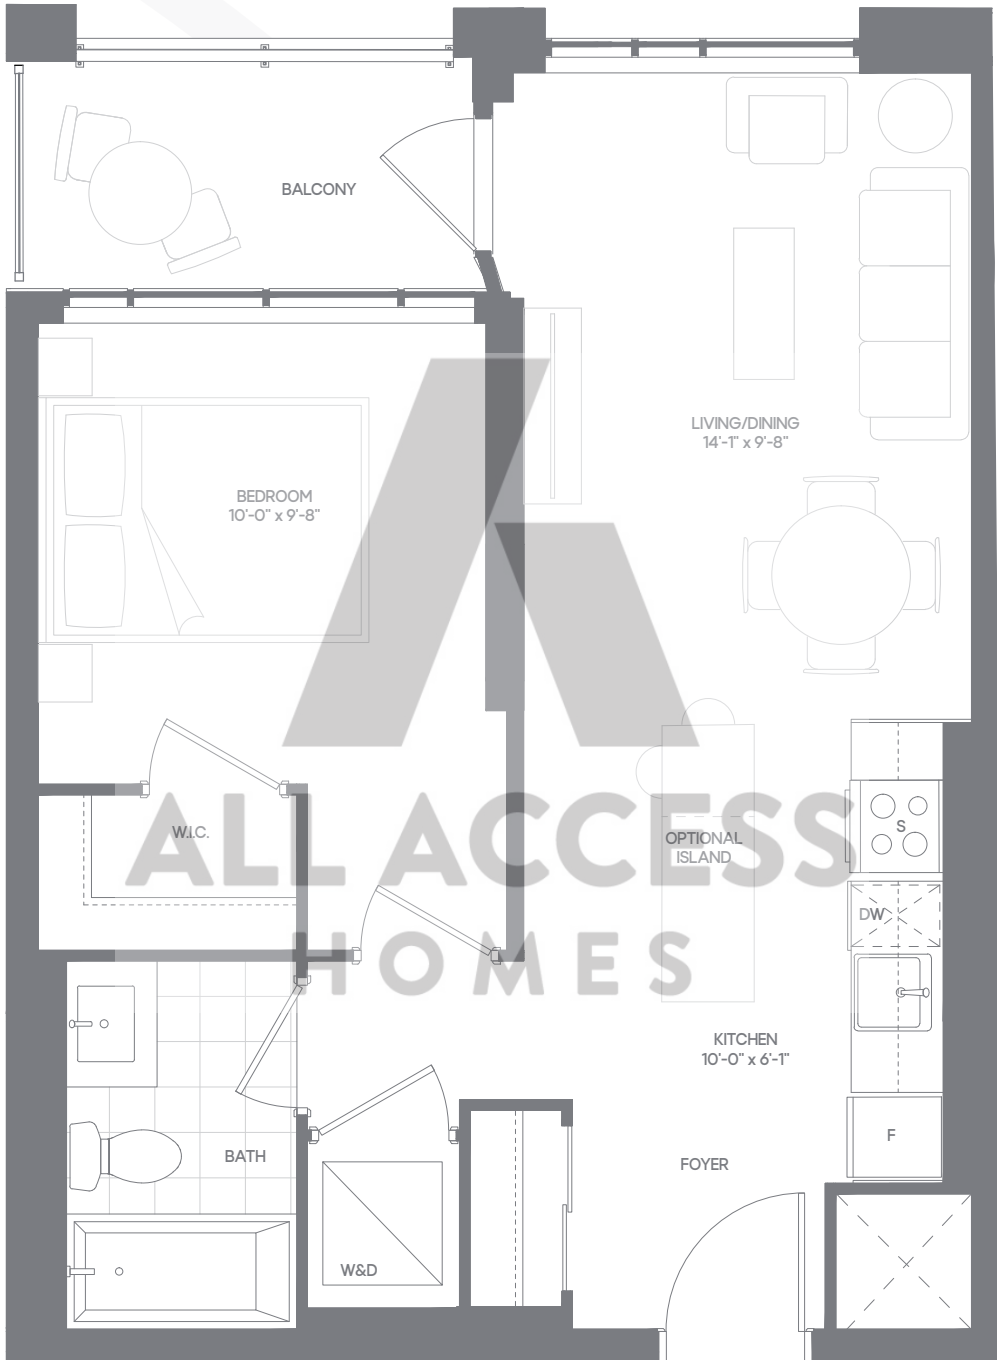 BALCONY
LIVING/DINING
14'-1" x 9'-8"
BEDROOM
10'-0" x 9'-8"
W.I.C.
OPTIONAL
ISLAND
S
DW
ALL ACCESS
HOMES
KITCHEN
10'-0" x 6'-1"
F
BATH
FOYER
W&D